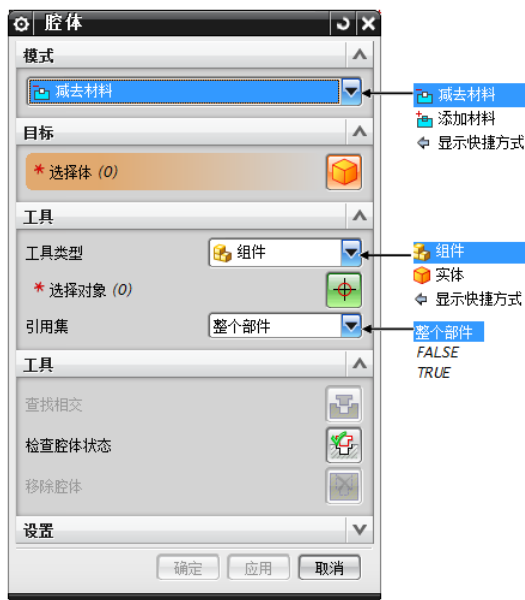 腔体
模式
减去材料
减去材料
添加材料
显示快捷方式
目标
* 选择体 (0)
工具
工具类型
组件
组件
实体
显示快捷方式
* 选择对象 (0)
引用集
整个部件
整个部件
FALSE
TRUE
工具
查找相交
检查腔体状态
移除腔体
设置
确定
应用
取消